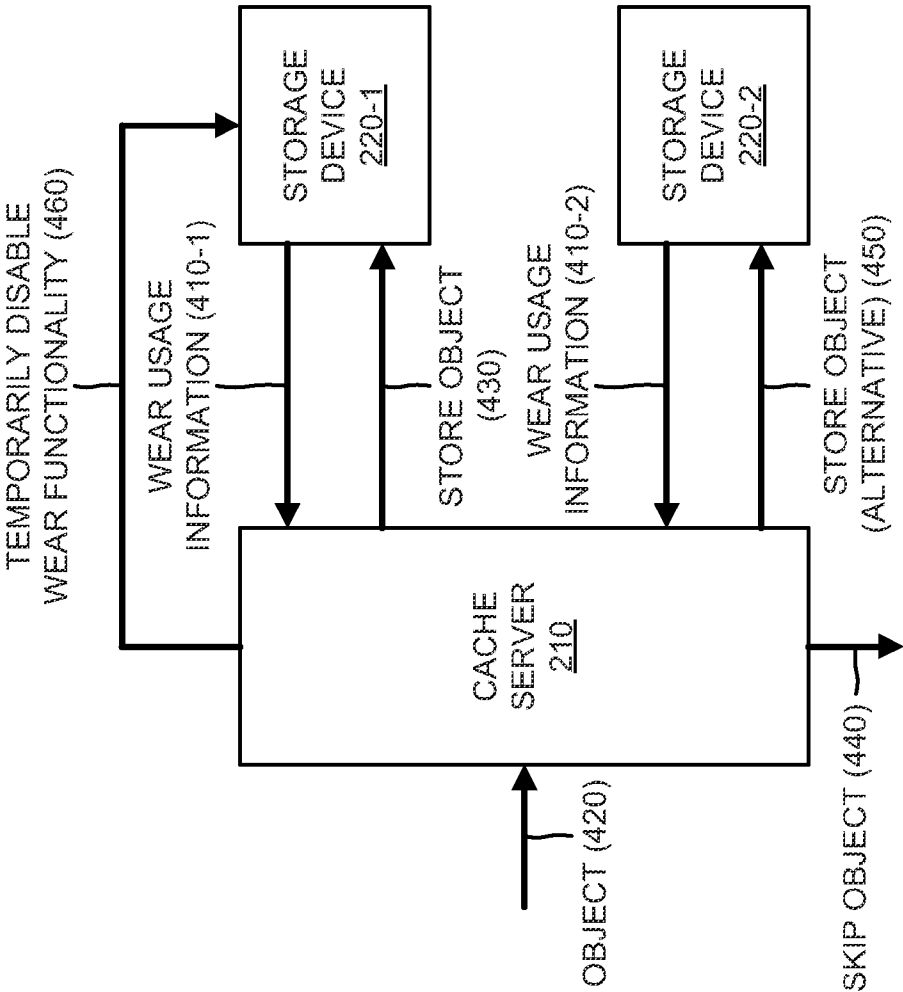 TEMPORARILY DISABLE
WEAR FUNCTIONALITY (460)
WEAR USAGE
INFORMATION (410-1)
STORAGE
DEVICE
220-1
STORE OBJECT
(430)
WEAR USAGE
INFORMATION (410-2)
STORAGE
DEVICE
220-2
STORE OBJECT
(ALTERNATIVE) (450)
CACHE
SERVER
210
OBJECT (420)
SKIP OBJECT (440)